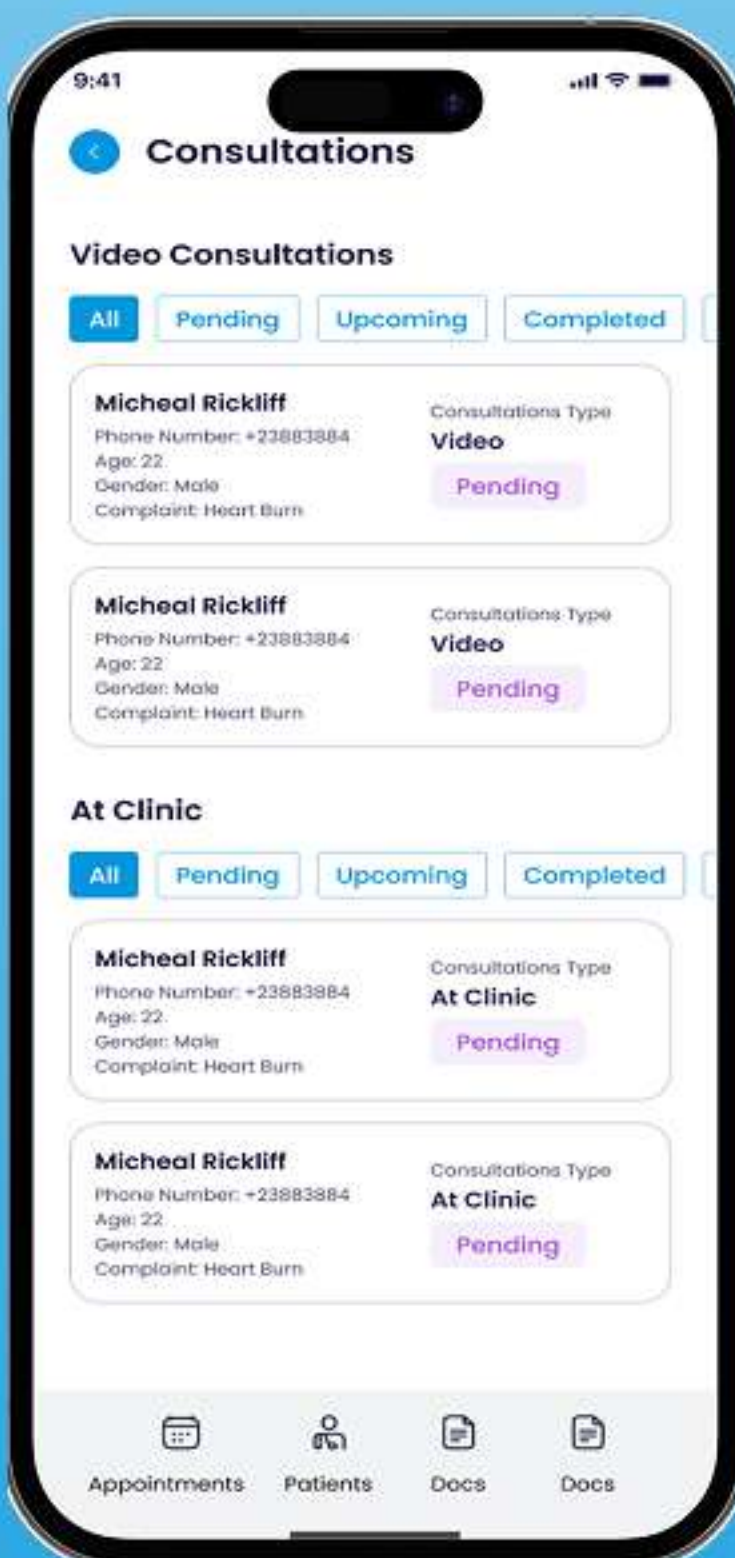 9:41
Consultations
Video Consultations
All Pending Upcoming Completed
Micheal Rickliff
Phone Number: +23883884
Age: 22
Gender: Male
Complaint: Heart Burn
Consultations Type
Video
Pending
Micheal Rickliff
Phone Number: +23883884
Age: 22
Gender: Male
Complaint: Heart Burn
Consultations Type
Video
Pending
At Clinic
All Pending Upcoming Completed
Micheal Rickliff
Phone Number: +23883884
Age: 22
Gender: Male
Complaint: Heart Burn
Consultations Type
At Clinic
Pending
Micheal Rickliff
Phone Number: +23883884
Age: 22
Gender: Male
Complaint: Heart Burn
Consultations Type
At Clinic
Pending
Appointments Patients Docs Docs